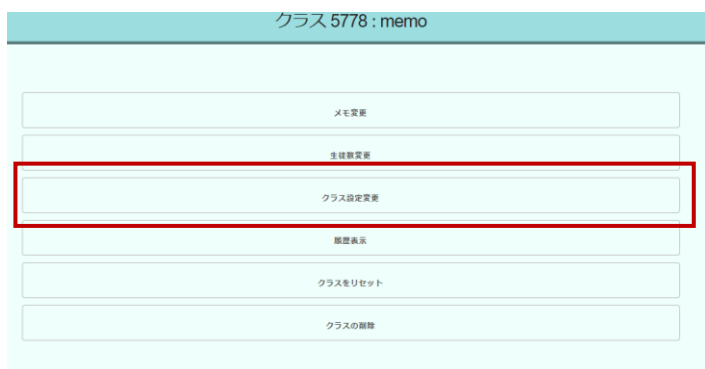 クラス 5778 : memo
メモ変更
生徒数変更
クラス設定変更
履歴表示
クラスをリセット
クラスの削除